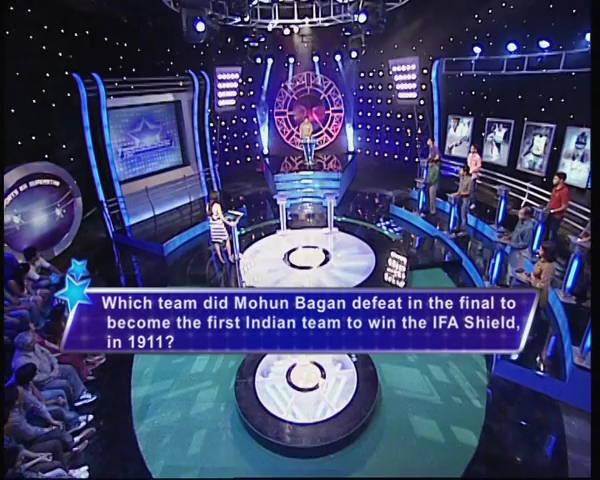 Which team did Mohun Bagan defeat in the final to
become the first Indian team to win the IFA Shield,
in 1911?